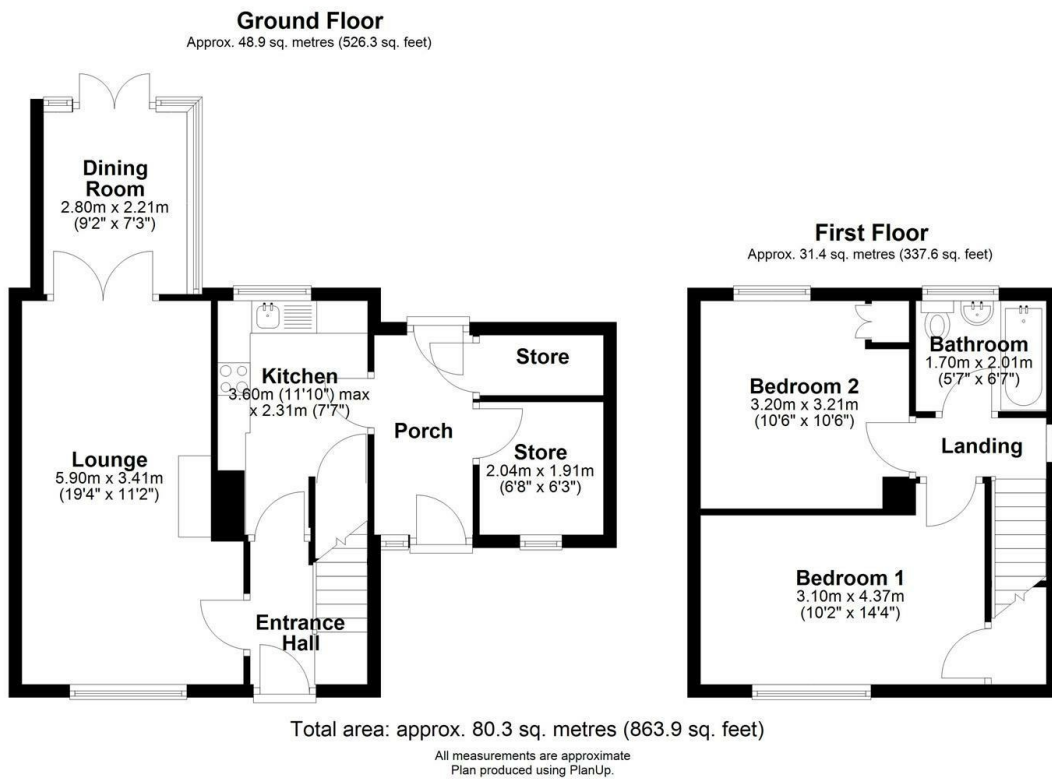 Ground Floor
Approx. 48.9 sq. metres (526.3 sq. feet)
Dining
Room
2.80m x 2.21m
(9'2" x 7'3")
Kitchen
3.60m (11'10") max
x 2.31m (7'7")
Store
Porch
Store
2.04m x 1.91m
(6'8" x 6'3")
Lounge
5.90m x 3.41m
(19'4" x 11'2")
Entrance
Hall
First Floor
Approx. 31.4 sq. metres (337.6 sq. feet)
Bedroom 2
3.20m x 3.21m
(10'6" x 10'6")
Bathroom
1.70m x 2.01m
(5'7" x 6'7")
Landing
Bedroom 1
3.10m x 4.37m
(10'2" x 14'4")
Total area: approx. 80.3 sq. metres (863.9 sq. feet)
All measurements are approximate
Plan produced using PlanUp.